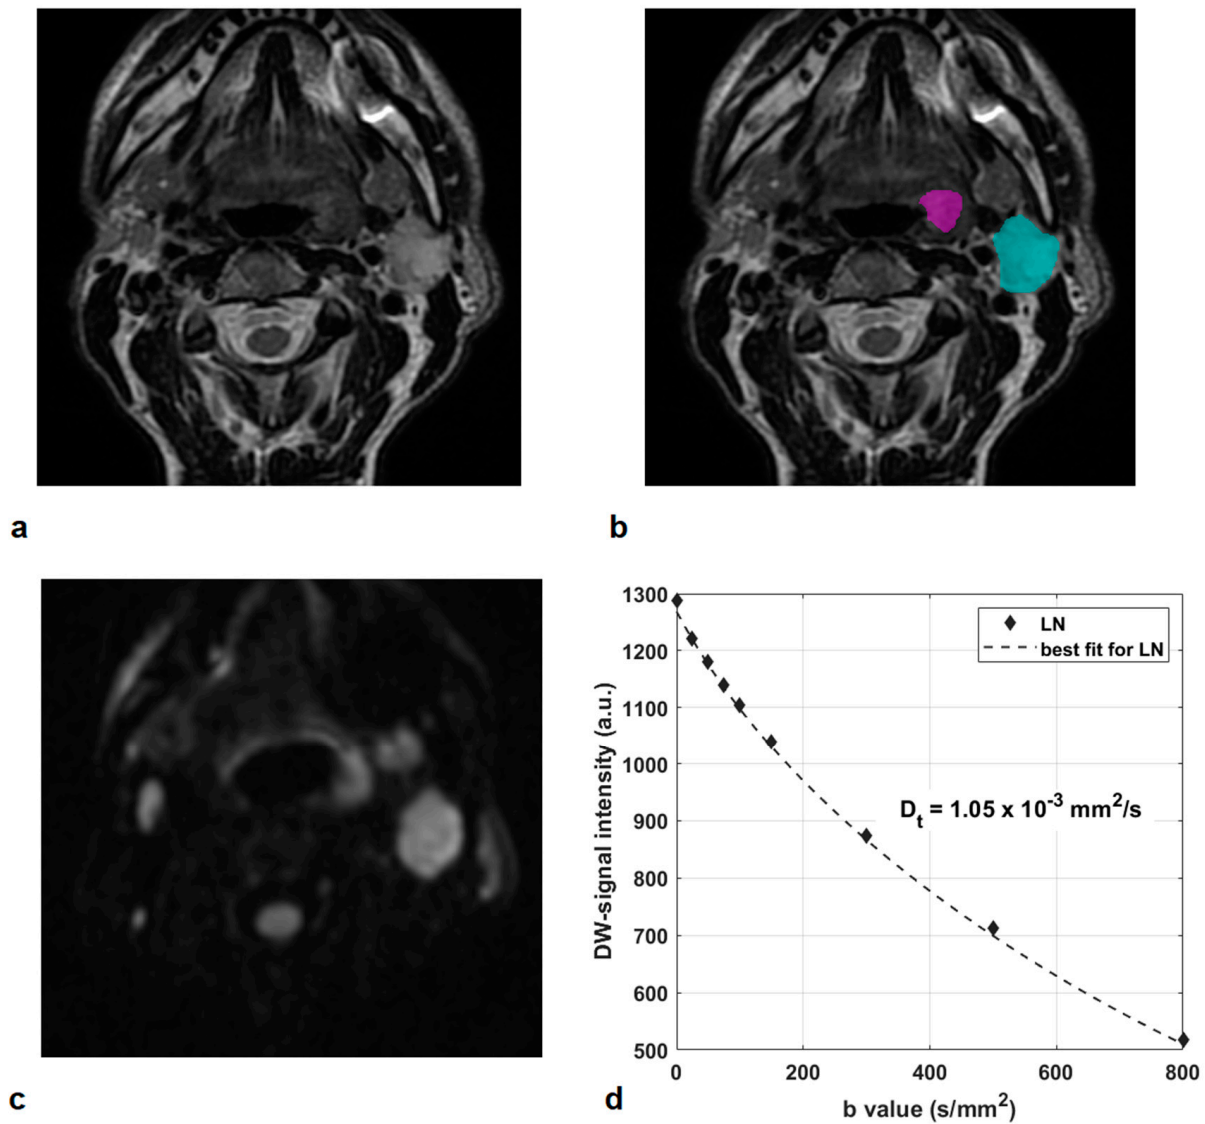 a
b
1300
1200
1100
1000
900
800
700
600
500
DW-signal intensity (a.u.)
LN
best fit for LN
Dt = 1.05 x 10-3 mm2/s
0
200
400
600
800
b value (s/mm2)
c
d